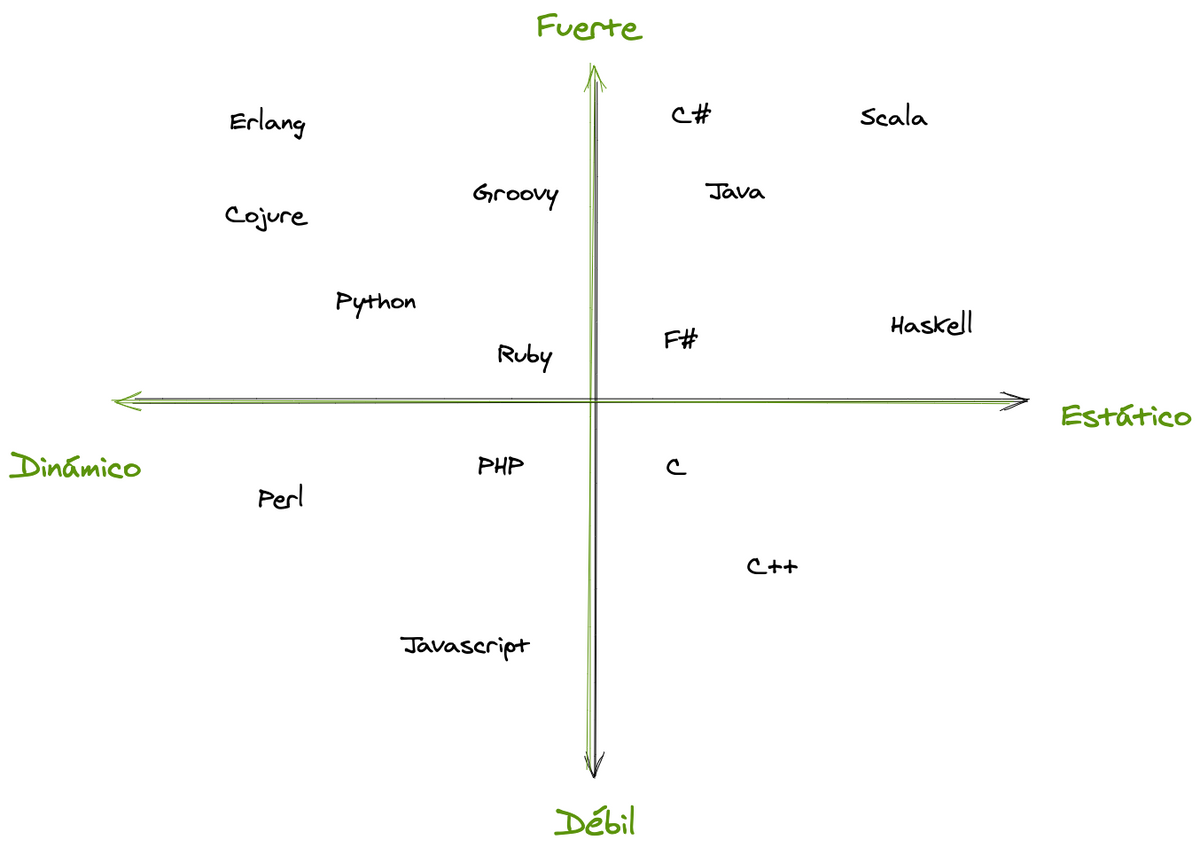 Fuerte
Erlang
C#
Scala
Groovy
Java
Cojure
Python
Haskell
F#
Ruby
Estático
Dinámico
PHP
C
Perl
C++
Javascript
Débil